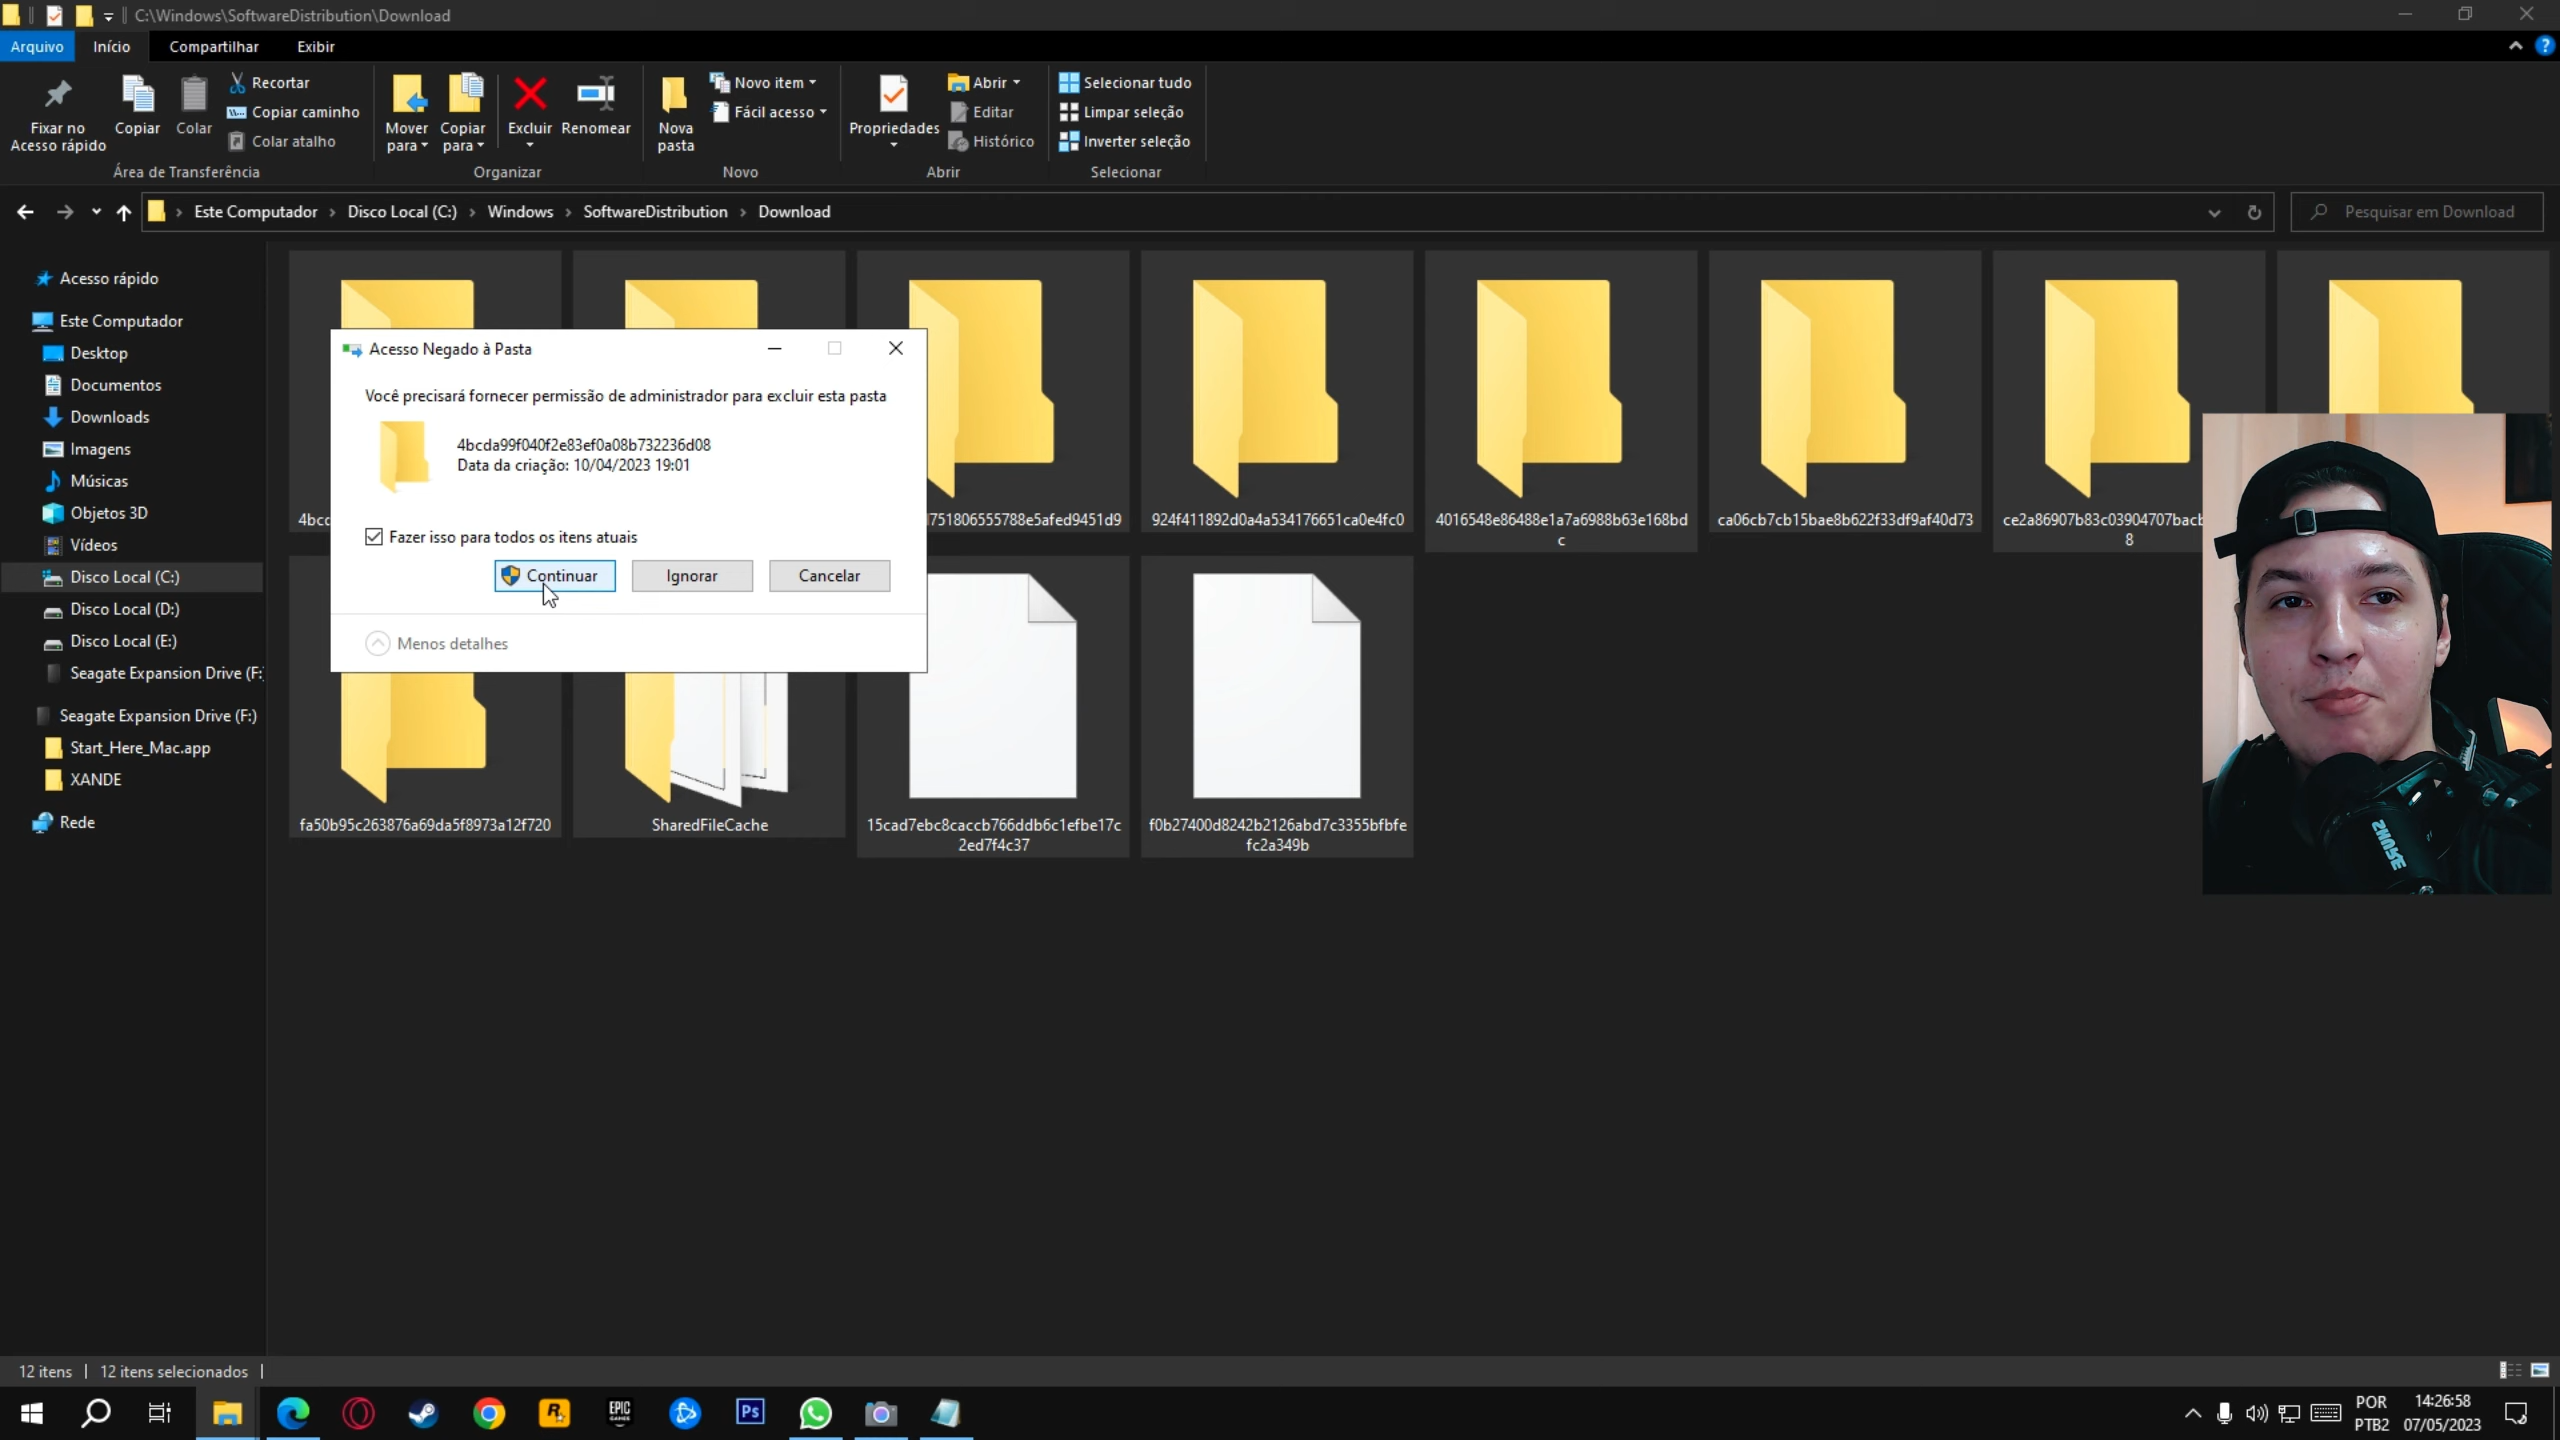 C:\Windows\SoftwareDistribution\Download
Arquivo
Início
Compartilhar
Exibir
Fixar no
Acesso rápido
Copiar
Colar
Recortar
Copiar caminho
Colar atalho
Área de Transferência
Mover
para
Copiar
para
Excluir
Renomear
Organizar
Nova
pasta
Novo item
Fácil acesso
Novo
Propriedades
Abrir
Editar
Histórico
Abrir
Selecionar tudo
Limpar seleção
Inverter seleção
Selecionar
Este Computador
Disco Local (C:)
Windows
SoftwareDistribution
Download
Pesquisar em Download
Acesso rápido
Este Computador
Desktop
Documentos
Downloads
Imagens
Músicas
Objetos 3D
Vídeos
Disco Local (C:)
Disco Local (D:)
Disco Local (E:)
Seagate Expansion Drive (F:
Seagate Expansion Drive (F:)
Start_Here_Mac.app
XANDE
Rede
Acesso Negado à Pasta
Você precisará fornecer permissão de administrador para excluir esta pasta
4bcda99f040f2e83ef0a08b732236d08
Data da criação: 10/04/2023 19:01
Fazer isso para todos os itens atuais
Continuar
Ignorar
Cancelar
Menos detalhes
751806555788e5afed9451d9
924f411892d0a4a534176651ca0e4fc0
4016548e86488e1a7a6988b63e168bd
c
ca06cb7cb15bae8b622f33df9af40d73
ce2a86907b83c03904707bacb
8
fa50b95c263876a69da5f8973a12f720
SharedFileCache
15cad7ebc8caccb766ddb6c1efbe17c
2ed7f4c37
f0b27400d8242b2126abd7c3355bfbfe
fc2a349b
SHURE
12 itens
12 itens selecionados
EPIC
GAMES
Ps
POR
PTB2
14:26:58
07/05/2023